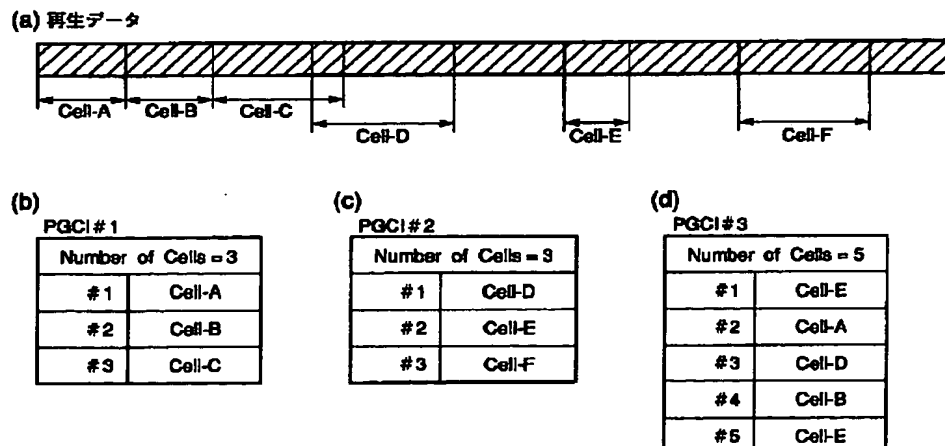 (a) 再生データ
Cell-A Cell-B Cell-C
Cell-D Cell-E Cell-F
(b) (c) (d)
PGCI#1 PGCI#2 PGCI#3
Number of Cells=3 Number of Cells=3 Number of Cells=5
#1 Cell-A #1 Cell-D #1 Cell-E
#2 Cell-B #2 Cell-E #2 Cell-A
#3 Cell-C #3 Cell-F #3 Cell-D
#4 Cell-B
#5 Cell-E